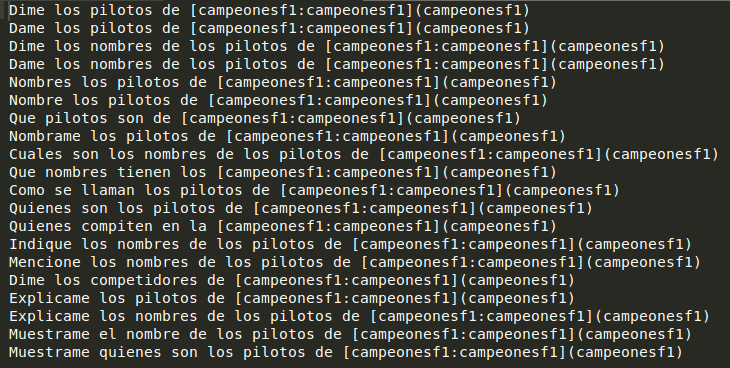 Dime los pilotos de [campeonesf1:campeonesf1](campeonesf1)
Dame los pilotos de [campeonesf1:campeonesf1](campeonesf1)
Dime los nombres de los pilotos de [campeonesf1:campeonesf1](campeonesf1)
Dame los nombres de los pilotos de [campeonesf1:campeonesf1](campeonesf1)
Nombres los pilotos de [campeonesf1:campeonesf1](campeonesf1)
Nombre los pilotos de [campeonesf1:campeonesf1](campeonesf1)
Que pilotos son de [campeonesf1:campeonesf1](campeonesf1)
Nombrame los pilotos de [campeonesf1:campeonesf1](campeonesf1)
Cuales son los nombres de los pilotos de [campeonesf1:campeonesf1](campeonesf1)
Que nombres tienen los [campeonesf1:campeonesf1](campeonesf1)
Como se llaman los pilotos de [campeonesf1:campeonesf1](campeonesf1)
Quienes son los pilotos de [campeonesf1:campeonesf1](campeonesf1)
Quienes compiten en la [campeonesf1:campeonesf1](campeonesf1)
Indique los nombres de los pilotos de [campeonesf1:campeonesf1](campeonesf1)
Mencione los nombres de los pilotos de [campeonesf1:campeonesf1](campeonesf1)
Dime los competidores de [campeonesf1:campeonesf1](campeonesf1)
Explicame los pilotos de [campeonesf1:campeonesf1](campeonesf1)
Explicame los nombres de los pilotos de [campeonesf1:campeonesf1](campeonesf1)
Muestrame el nombre de los pilotos de [campeonesf1:campeonesf1](campeonesf1)
Muestrame quienes son los pilotos de [campeonesf1:campeonesf1](campeonesf1)